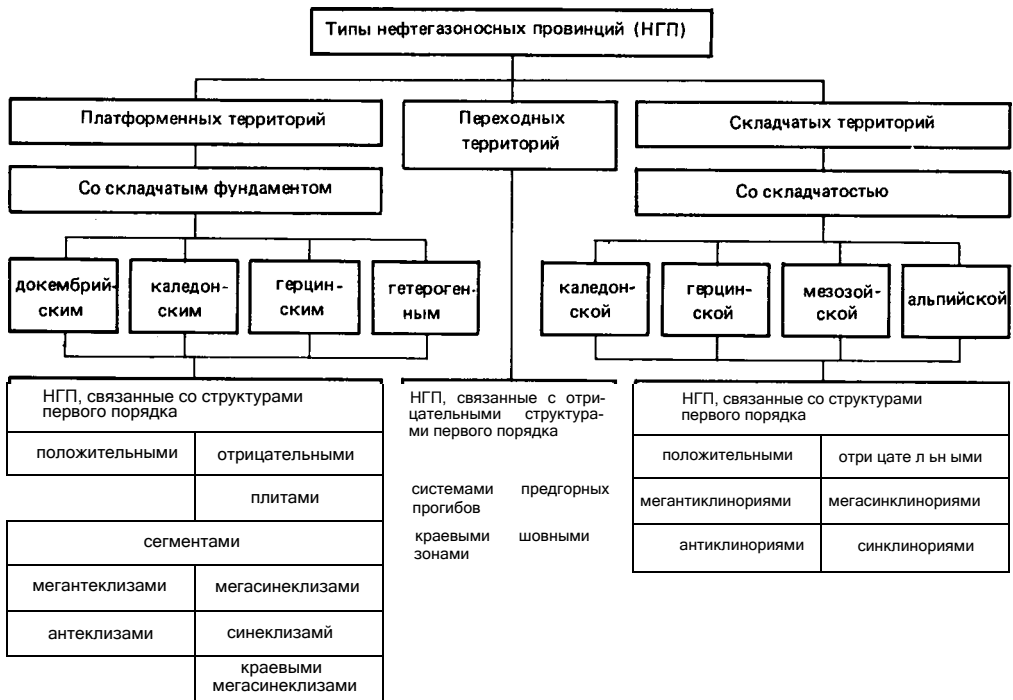 Типы нефтегазоносных провинций (НГП)
Платформенных территорий
Переходных
территорий
Складчатых территорий
Со складчатым фундаментом
Со складчатостью
докембрий-
ским
каледон-
ским
герцин-
ским
гетероген-
ным
каледон-
ской
герцин-
ской
мезозой-
ской
альпийской
НГП, связанные со структурами
первого порядка
положительными
отрицательными
плитами
сегментами
мегантеклизами
мегасинеклизами
антеклизами
синеклизамй
краевыми
мегасинеклизами
НГП, связанные с отри-
цательными структура-
ми первого порядка
системами предгорных
прогибов
краевыми шовными
зонами
НГП, связанные со структурами
первого порядка
положительными
отри цате л ьн ыми
мегантиклинориями
мегасинклинориями
антиклинориями
синклинориями